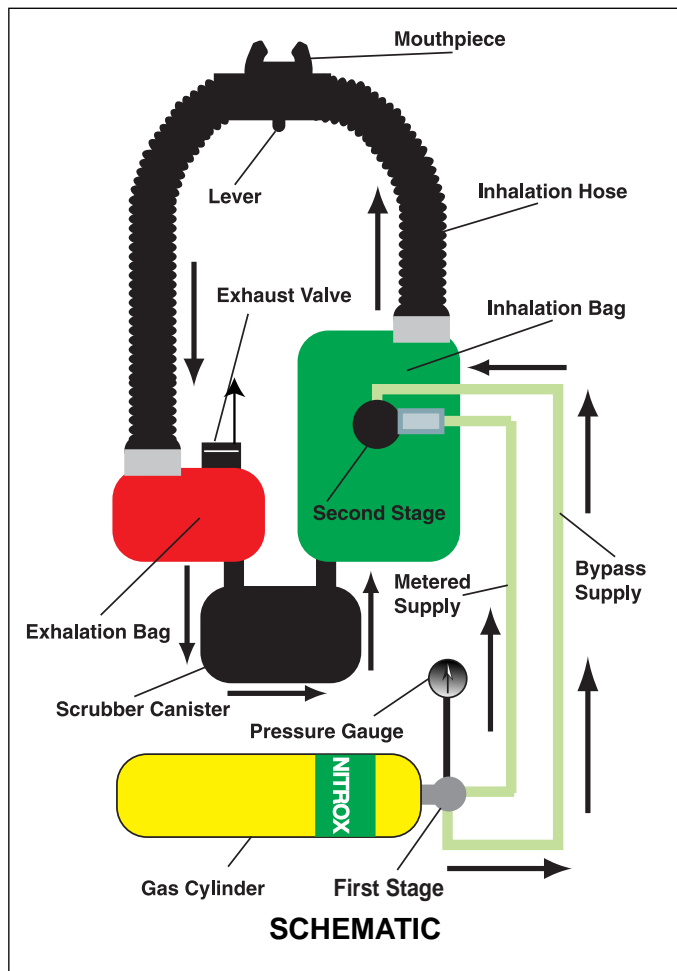 Mouthpiece
Lever
Inhalation Hose
Exhaust Valve
Inhalation Bag
Second Stage
Metered
Supply
Bypass
Supply
Exhalation Bag
Scrubber Canister
Pressure Gauge
NITROX
Gas Cylinder
First Stage
SCHEMATIC